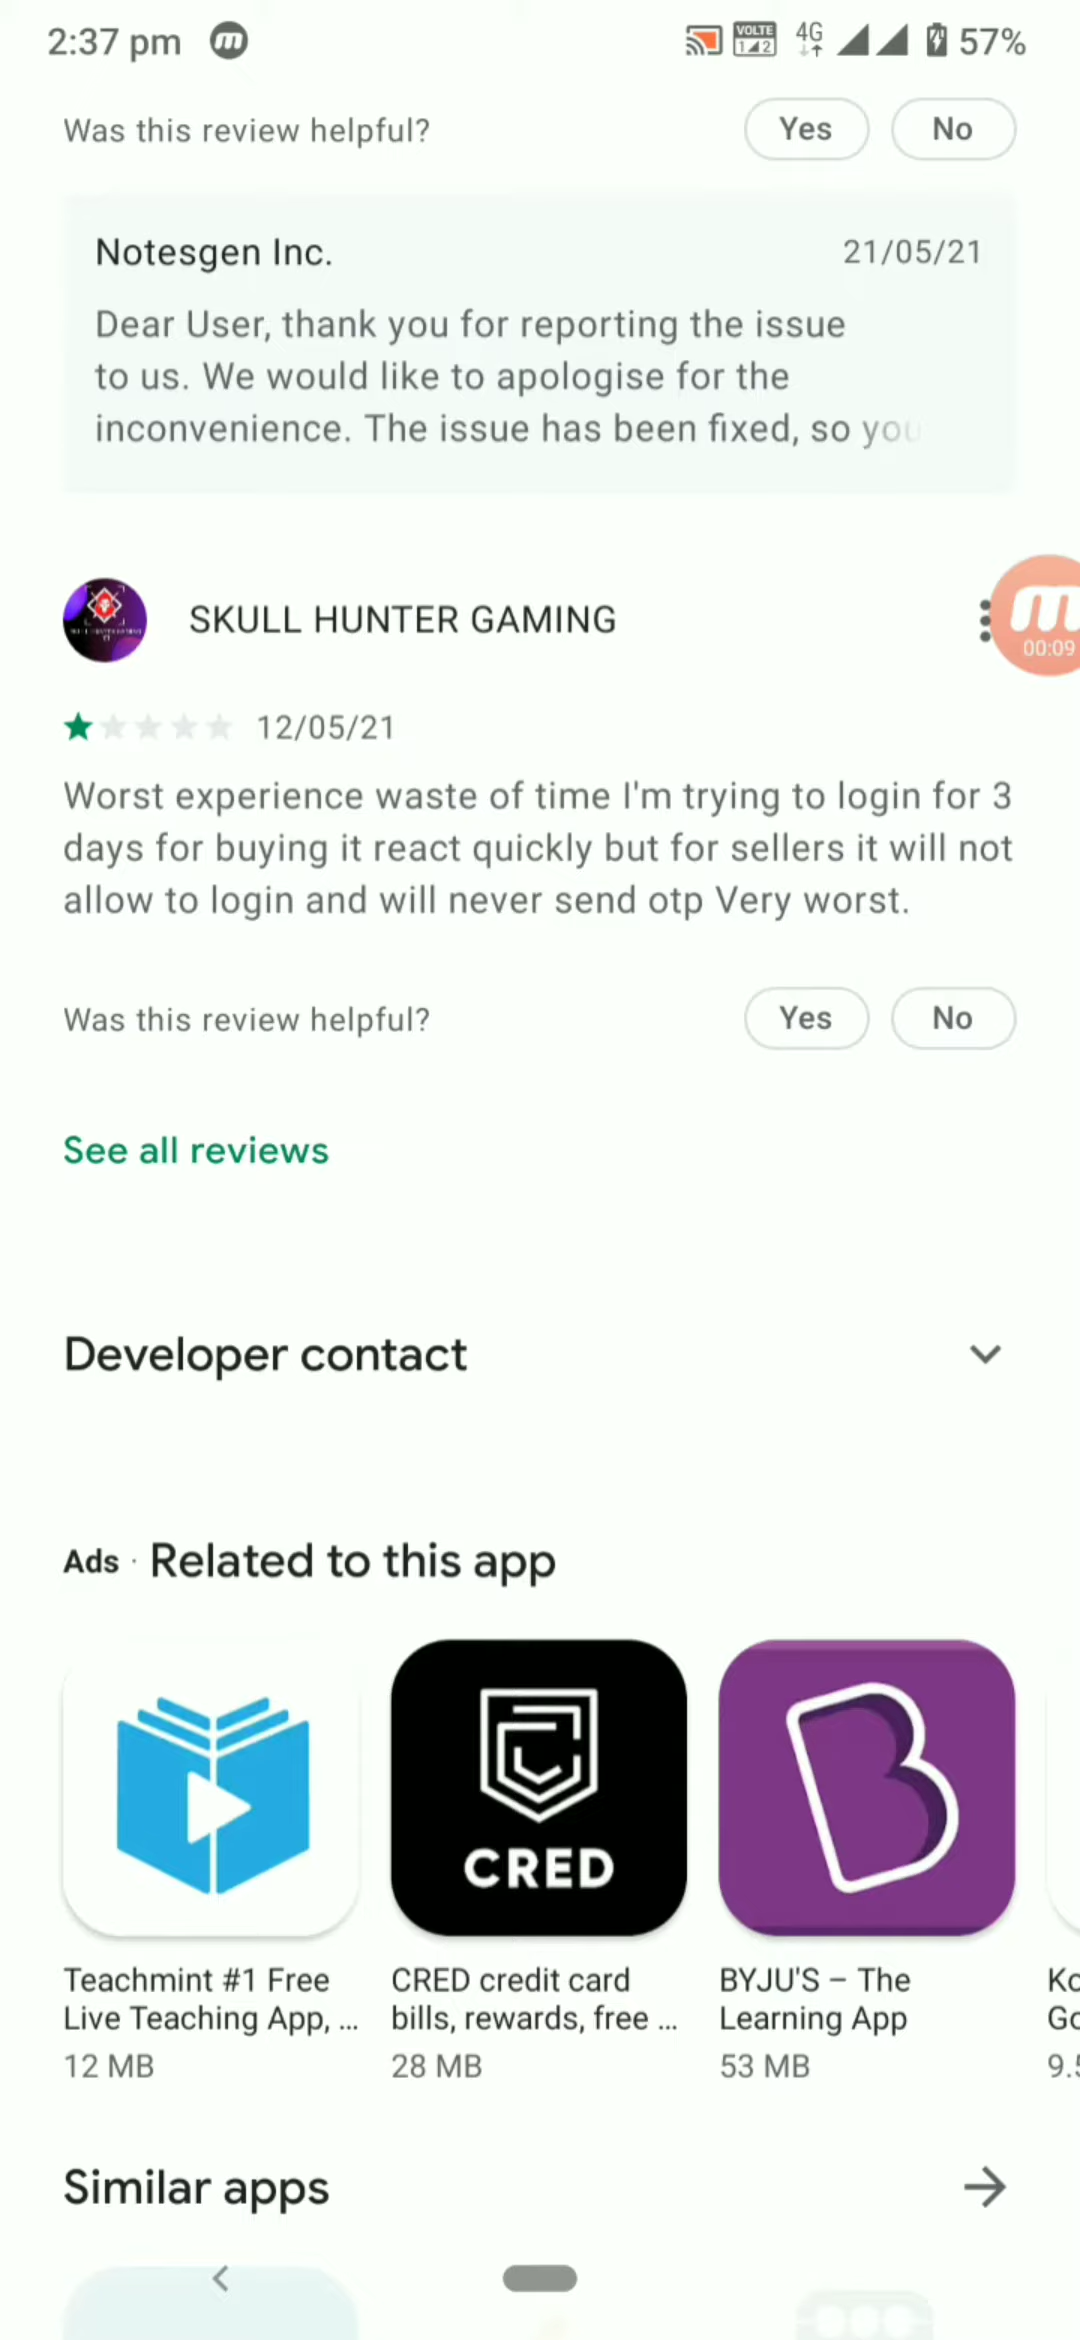 2:37 pm
VOLTE
4G
57%
Was this review helpful?
Yes
No
Notesgen Inc.
21/05/21
Dear User, thank you for reporting the issue
to us. We would like to apologise for the
inconvenience. The issue has been fixed, so you
SKULL HUNTER GAMING
00:09
12/05/21
Worst experience waste of time I'm trying to login for 3
days for buying it react quickly but for sellers it will not
allow to login and will never send otp Very worst.
Was this review helpful?
Yes
No
See all reviews
Developer contact
Ads · Related to this app
CRED
Teachmint #1 Free
Live Teaching App, ...
12 MB
CRED credit card
bills, rewards, free ...
28 MB
BYJU'S – The
Learning App
53 MB
Similar apps